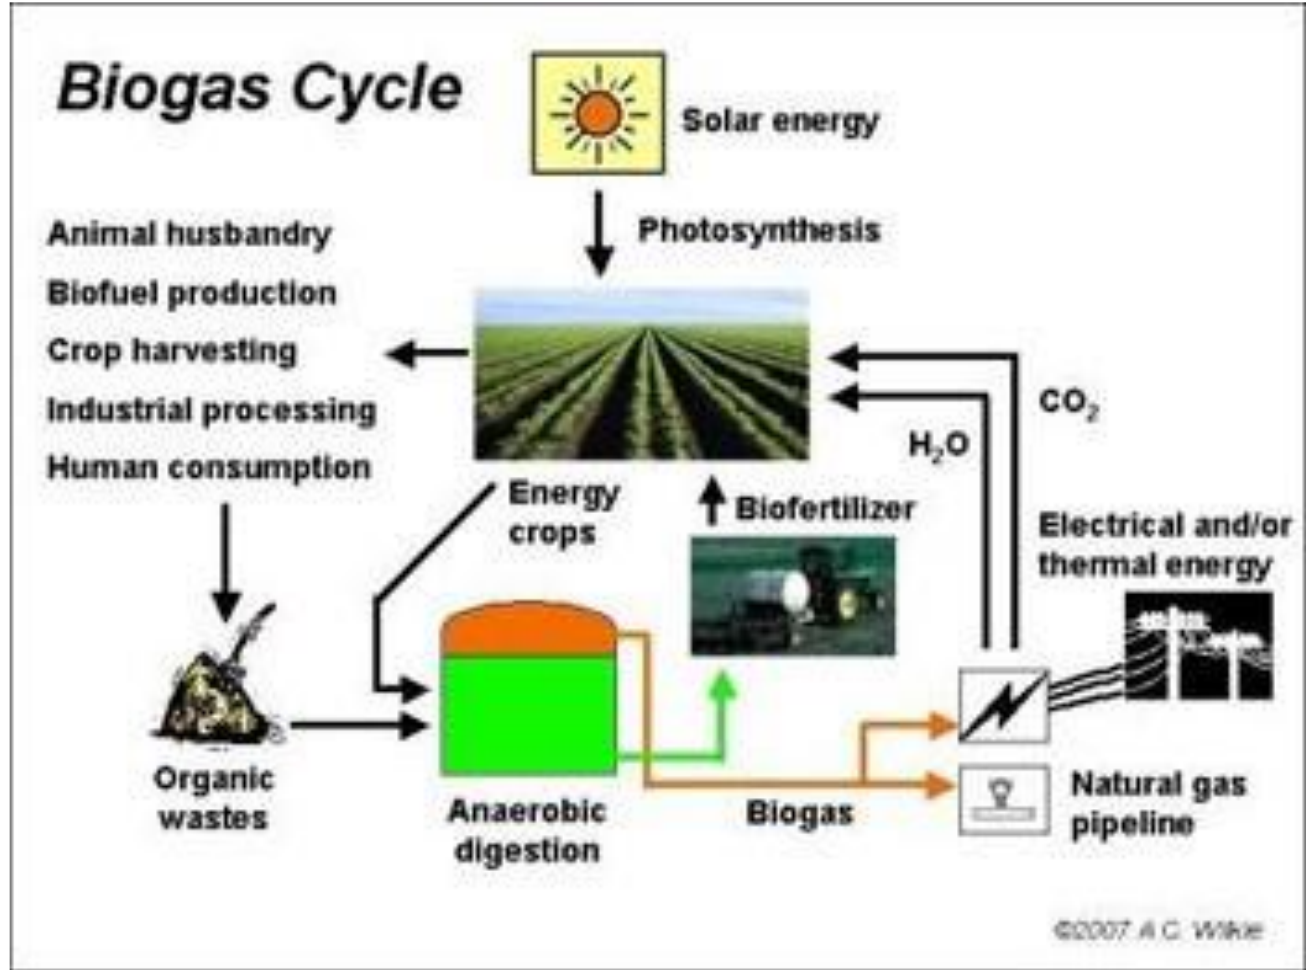 Biogas Cycle
Solar energy
Photosynthesis
Animal husbandry
Biofuel production
Crop harvesting
Industrial processing
Human consumption
CO₂
H₂O
Energy
crops
Biofertilizer
Electrical and/or
thermal energy
Organic
wastes
Anaerobic
digestion
Biogas
Natural gas
pipeline
©2007 A.C. Wilkie